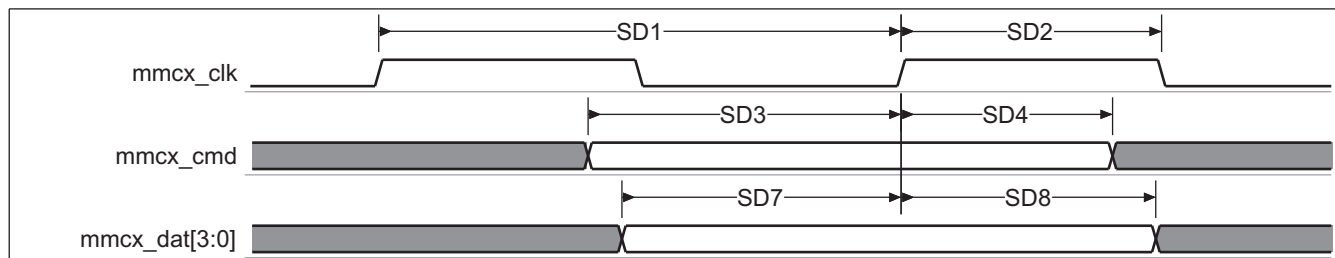 SD1 SD2
mmcx_clk
SD3 SD4
mmcx_cmd
SD7 SD8
mmcx_dat[3:0]